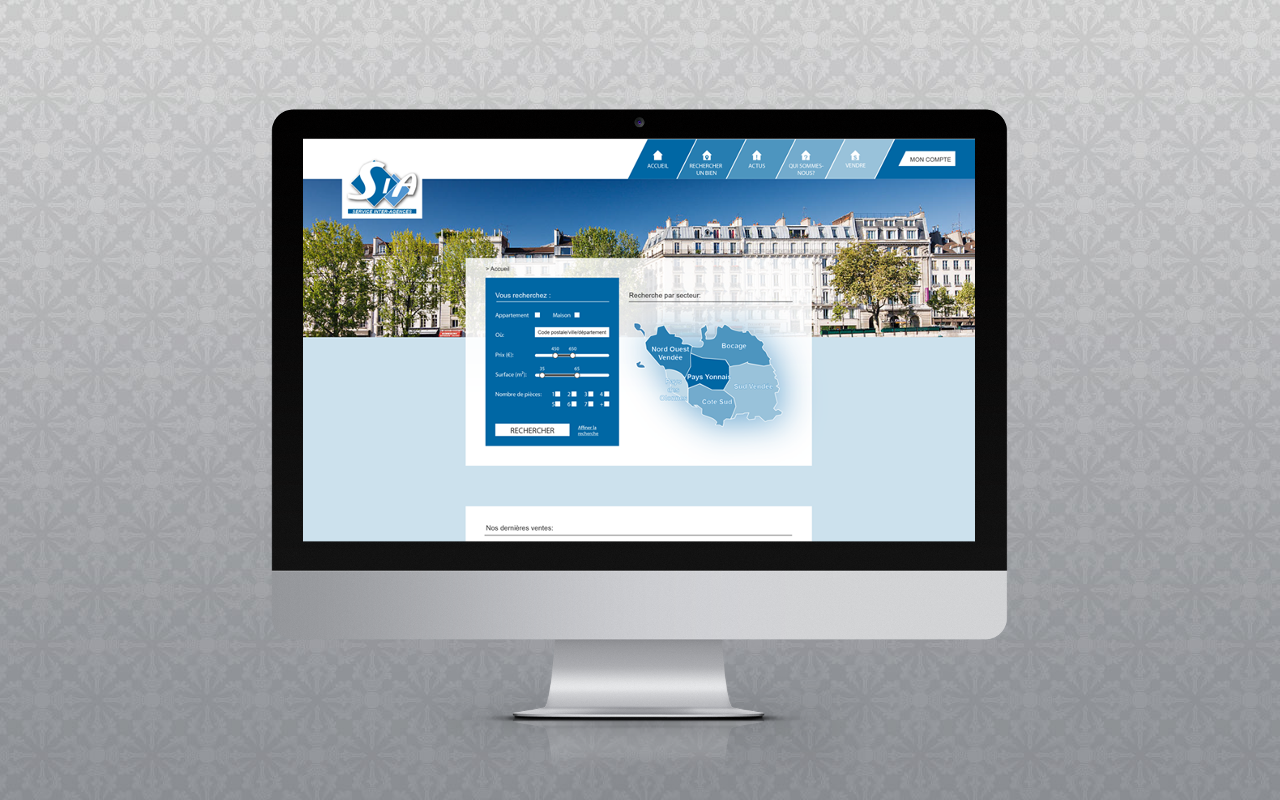 SIA
SERVICE INTER-AGENCES
ACCUEIL
RECHERCHER
UN BIEN
ACTUS
QUI SOMMES-
NOUS?
VENDRE
MON COMPTE
> Accueil
Vous recherchez :
Appartement
Maison
Où:
Code postale/ville/département
Prix (€):
450 650
Surface (m²):
35 65
Nombre de pièces:
1 2 3 4
5 6 7 +
RECHERCHER
Affiner la
recherche
Recherche par secteur:
Nord Ouest
Vendée
Bocage
Pays Yonnais
Sud Vendée
Cote Sud
Nos dernières ventes: